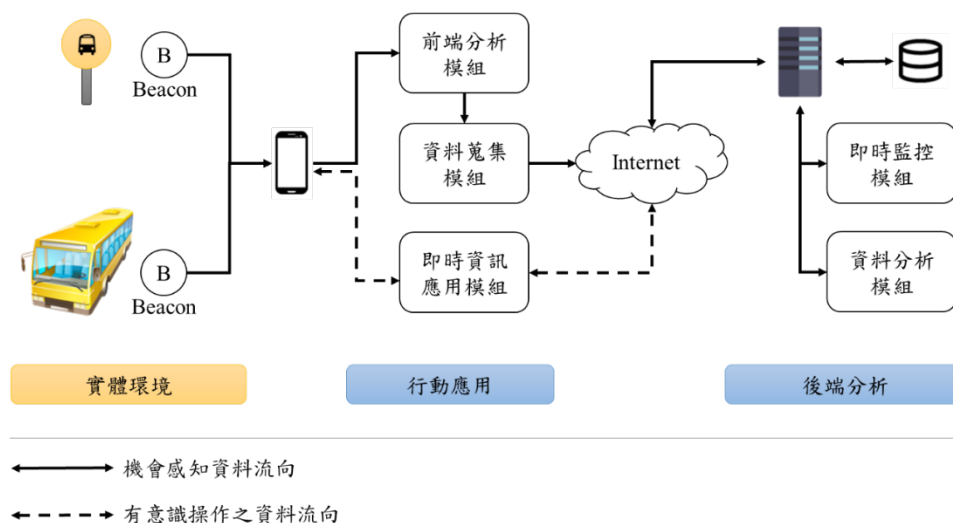 B
Beacon
前端分析
模組
資料蒐集
模組
Internet
即時監控
模組
B
Beacon
即時資訊
應用模組
資料分析
模組
實體環境
行動應用
後端分析
機會感知資料流向
有意識操作之資料流向